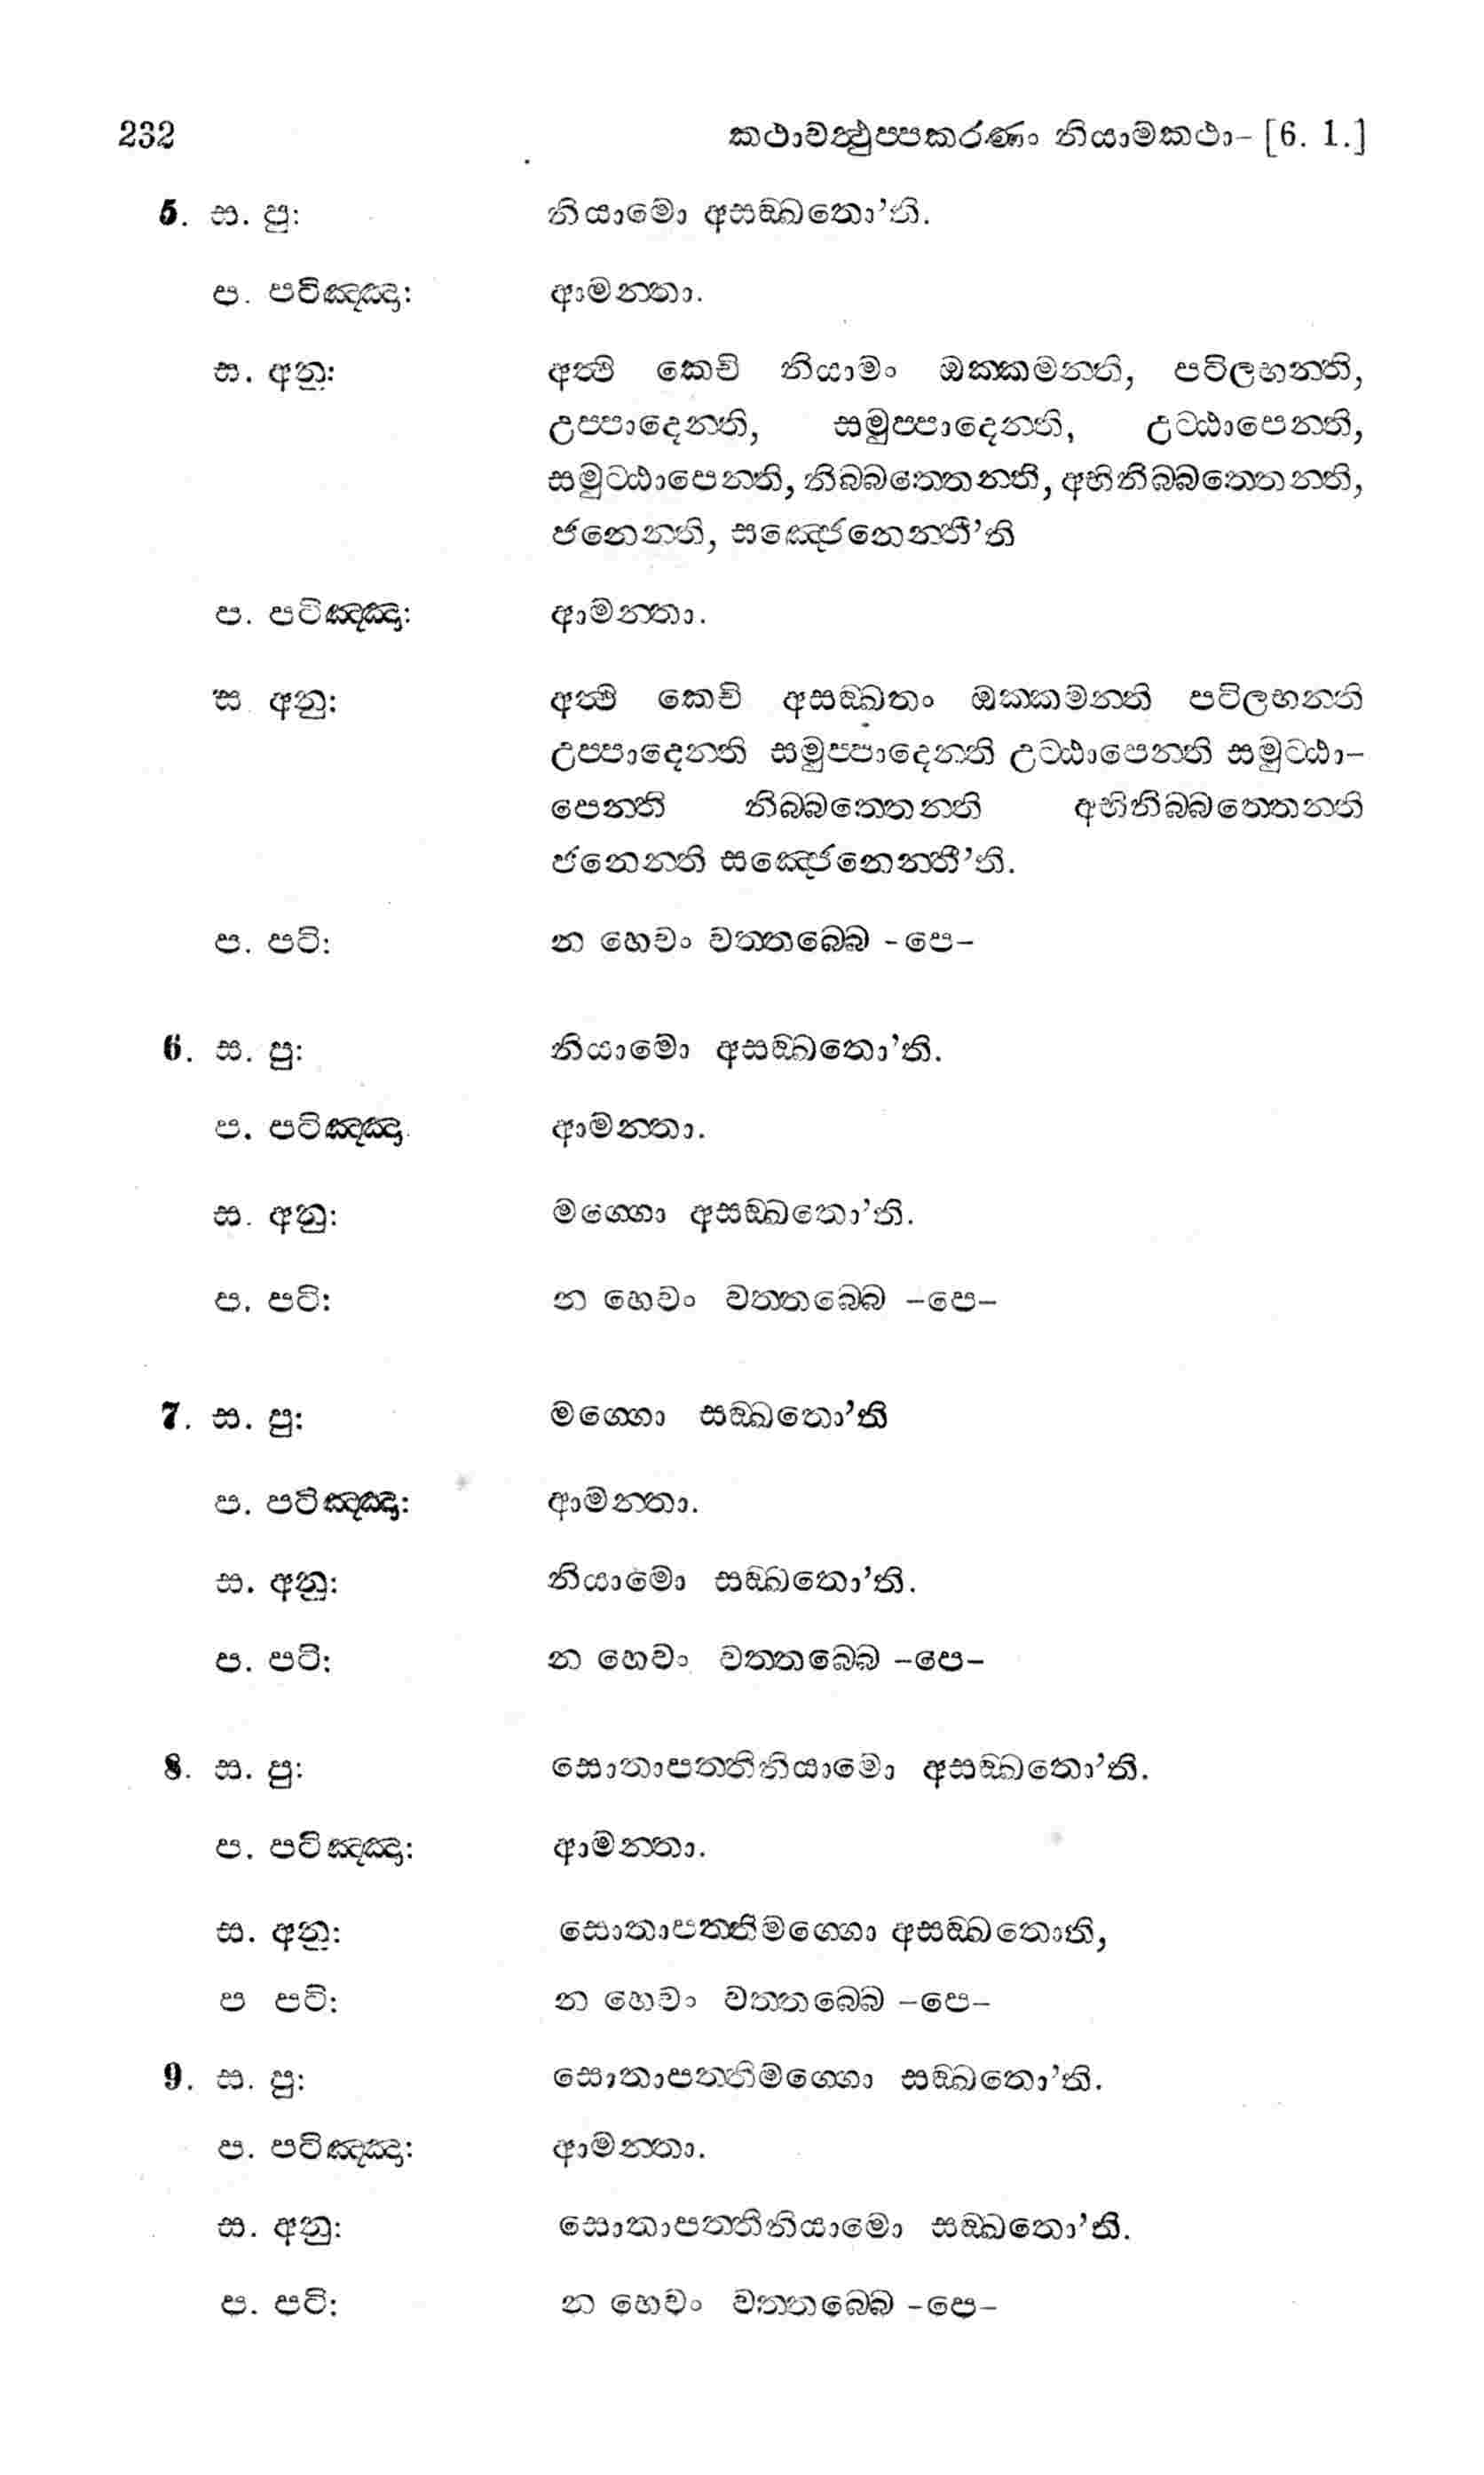 232 කථාවත්‍ථුප්‍පකරණං නියාමකථා- [6. 1.]
5. ස. පු: නියාමො අසඞ්ඛතො’ති.
ප. පටිඤ්ඤා: ආමන්තා.
ස. අනු: අත්‍ථි කෙචි නියාමං ඔක්කමන්ති, පටිලභන්ති,
උප්පාදෙන්ති, සමුප්පාදෙන්ති, උට්ඨාපෙන්ති,
සමුට්ඨාපෙන්ති, නිබ්බත්තෙන්ති, අභිනිබ්බත්තෙන්ති,
ජනෙන්ති, සඤ්ජෙනෙන්තී’ති
ප. පටිඤ්ඤා: ආමන්තා.
ස අනු: අත්‍ථි කෙචි අසඞ්ඛතං ඔක්කමන්ති පටිලභන්ති
උප්පාදෙන්ති සමුප්පාදෙන්ති උට්ඨාපෙන්ති සමුට්ඨා-
පෙන්ති නිබ්බත්තෙන්ති අභිනිබ්බත්තෙන්ති
ජනෙන්ති සඤ්ජෙනෙන්තී’ති.
ප. පටි: න හෙවං වත්තබ්බෙ -පෙ-
6. ස. පු: නියාමො අසඞ්ඛතො’ති.
ප. පටිඤ්ඤා. ආමන්තා.
ස. අනු: මග්ගො අසඞ්ඛතො’ති.
ප. පටි: න හෙවං වත්තබ්බෙ -පෙ-
7. ස. පු: මග්ගො සඞ්ඛතො’ති
ප. පටිඤ්ඤා: ආමන්තා.
ස. අනු: නියාමො සඞ්ඛතො’ති.
ප. පටි: න හෙවං වත්තබ්බෙ -පෙ-
8. ස. පු: සොතාපත්තිනියාමො අසඞ්ඛතො’ති.
ප. පටිඤ්ඤා: ආමන්තා.
ස. අනු: සොතාපත්තිමග්ගො අසඞ්ඛතොති,
ප පටි: න හෙවං වත්තබ්බෙ -පෙ-
9. ස. පු: සොතාපත්තිමග්ගො සඞ්ඛතො’ති.
ප. පටිඤ්ඤා: ආමන්තා.
ස. අනු: සොතාපත්තිනියාමො සඞ්ඛතො’ති.
ප. පටි: න හෙවං වත්තබ්බෙ -පෙ-